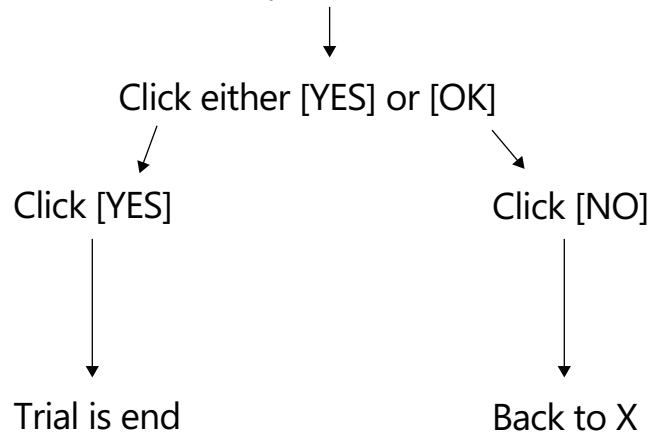 Click either [YES] or [OK]
Click [YES]
Click [NO]
Trial is end
Back to X